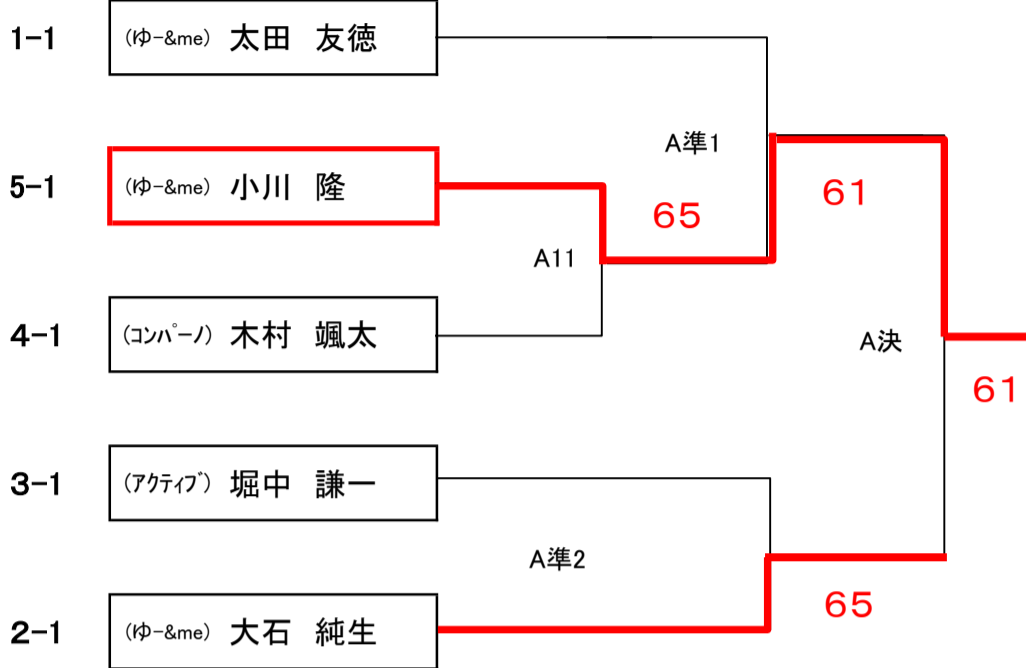 1-1 (ゆｰ&me) 太田 友徳
A準1
5-1 (ゆｰ&me) 小川 隆
65
61
A11
4-1 (コンパーノ) 木村 颯太
A決
61
3-1 (アクティブ) 堀中 謙一
A準2
65
2-1 (ゆｰ&me) 大石 純生